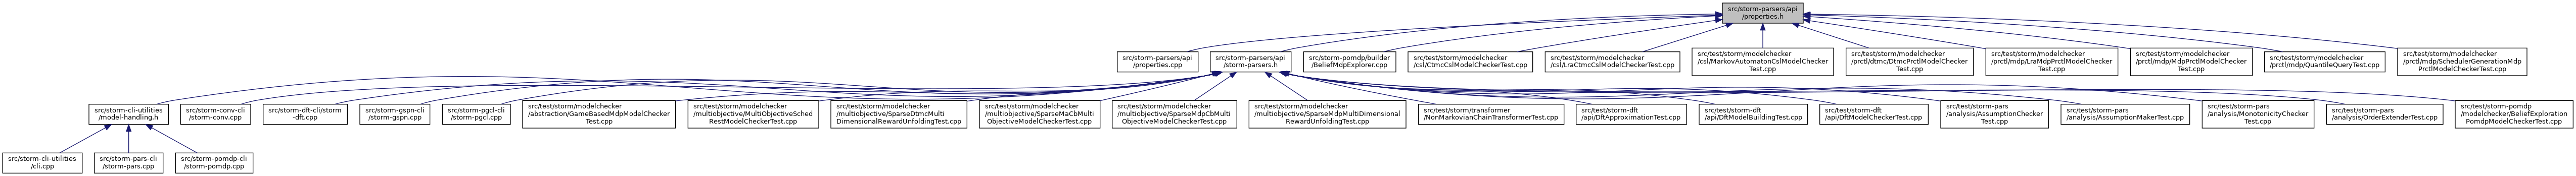 src/storm-parsers/api
/properties.h
src/storm-parsers/api
/properties.cpp
src/storm-parsers/api
/storm-parsers.h
src/storm-pomdp/builder
/BeliefMdpExplorer.cpp
src/test/storm/modelchecker
/csl/CtmcCslModelCheckerTest.cpp
src/test/storm/modelchecker
/csl/LraCtmcCslModelCheckerTest.cpp
src/test/storm/modelchecker
/csl/MarkovAutomatonCslModelChecker
Test.cpp
src/test/storm/modelchecker
/prctl/dtmc/DtmcPrctlModelChecker
Test.cpp
src/test/storm/modelchecker
/prctl/mdp/LraMdpPrctlModelChecker
Test.cpp
src/test/storm/modelchecker
/prctl/mdp/MdpPrctlModelChecker
Test.cpp
src/test/storm/modelchecker
/prctl/mdp/QuantileQueryTest.cpp
src/test/storm/modelchecker
/prctl/mdp/SchedulerGenerationMdp
PrctlModelCheckerTest.cpp
src/storm-cli-utilities
/model-handling.h
src/storm-conv-cli
/storm-conv.cpp
src/storm-dft-cli/storm
-dft.cpp
src/storm-gspn-cli
/storm-gspn.cpp
src/storm-pgcl-cli
/storm-pgcl.cpp
src/test/storm/modelchecker
/abstraction/GameBasedMdpModelChecker
Test.cpp
src/test/storm/modelchecker
/multiobjective/MultiObjectiveSched
RestModelCheckerTest.cpp
src/test/storm/modelchecker
/multiobjective/SparseDtmcMulti
DimensionalRewardUnfoldingTest.cpp
src/test/storm/modelchecker
/multiobjective/SparseMaCbMulti
ObjectiveModelCheckerTest.cpp
src/test/storm/modelchecker
/multiobjective/SparseMdpCbMulti
ObjectiveModelCheckerTest.cpp
src/test/storm/modelchecker
/multiobjective/SparseMdpMultiDimensional
RewardUnfoldingTest.cpp
src/test/storm/transformer
/NonMarkovianChainTransformerTest.cpp
src/test/storm-dft
/api/DftApproximationTest.cpp
src/test/storm-dft
/api/DftModelBuildingTest.cpp
src/test/storm-dft
/api/DftModelCheckerTest.cpp
src/test/storm-pars
/analysis/AssumptionChecker
Test.cpp
src/test/storm-pars
/analysis/AssumptionMakerTest.cpp
src/test/storm-pars
/analysis/MonotonicityChecker
Test.cpp
src/test/storm-pars
/analysis/OrderExtenderTest.cpp
src/test/storm-pomdp
/modelchecker/BeliefExploration
PomdpModelCheckerTest.cpp
src/storm-cli-utilities
/cli.cpp
src/storm-pars-cli
/storm-pars.cpp
src/storm-pomdp-cli
/storm-pomdp.cpp